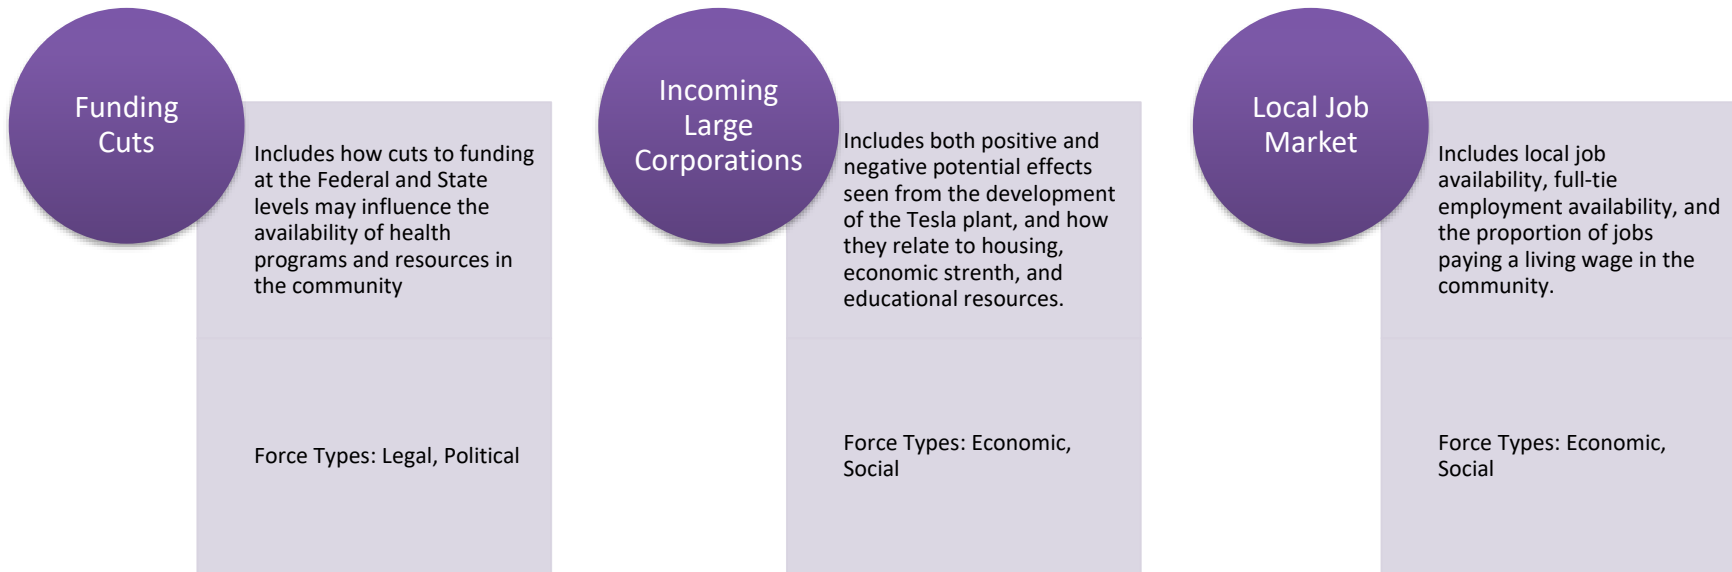 Funding
Cuts
Includes how cuts to funding
at the Federal and State
levels may influence the
availability of health
programs and resources in
the community
Force Types: Legal, Political
Incoming
Large
Corporations
Includes both positive and
negative potential effects
seen from the development
of the Tesla plant, and how
they relate to housing,
economic strenth, and
educational resources.
Force Types: Economic,
Social
Local Job
Market
Includes local job
availability, full-tie
employment availability, and
the proportion of jobs
paying a living wage in the
community.
Force Types: Economic,
Social